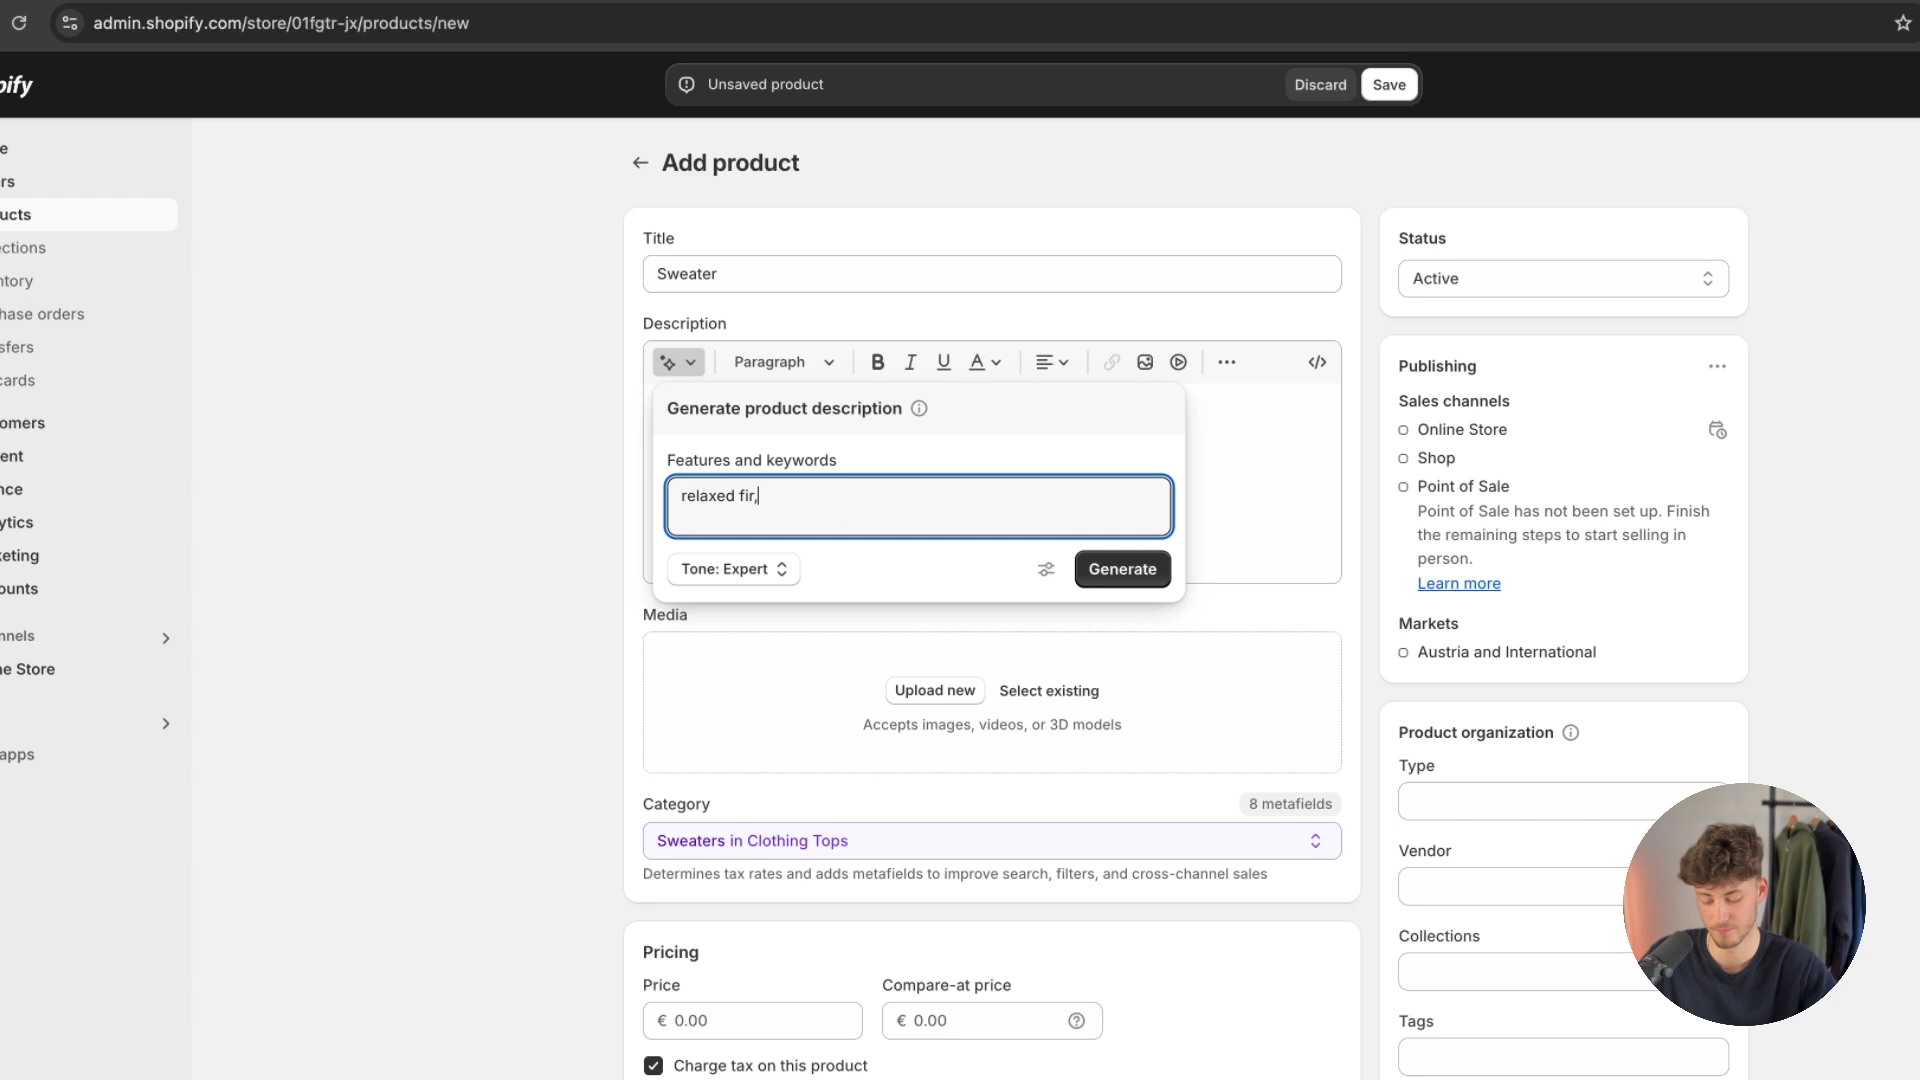 admin.shopify.com/store/01fgtr-jx/products/new
pify
Unsaved product
Discard
Save
e
rs
ucts
ections
ntory
hase orders
sfers
cards
omers
ent
nce
ytics
keting
ounts
nnels
ne Store
apps
Add product
Title
Sweater
Description
Paragraph
B I U A
Generate product description
Features and keywords
relaxed fir,
Tone: Expert
Generate
Media
Upload new
Select existing
Accepts images, videos, or 3D models
Category
8 metafields
Sweaters in Clothing Tops
Determines tax rates and adds metafields to improve search, filters, and cross-channel sales
Pricing
Price
Compare-at price
€ 0.00
€ 0.00
Charge tax on this product
Status
Active
Publishing
Sales channels
Online Store
Shop
Point of Sale
Point of Sale has not been set up. Finish
the remaining steps to start selling in
person.
Learn more
Markets
Austria and International
Product organization
Type
Vendor
Collections
Tags